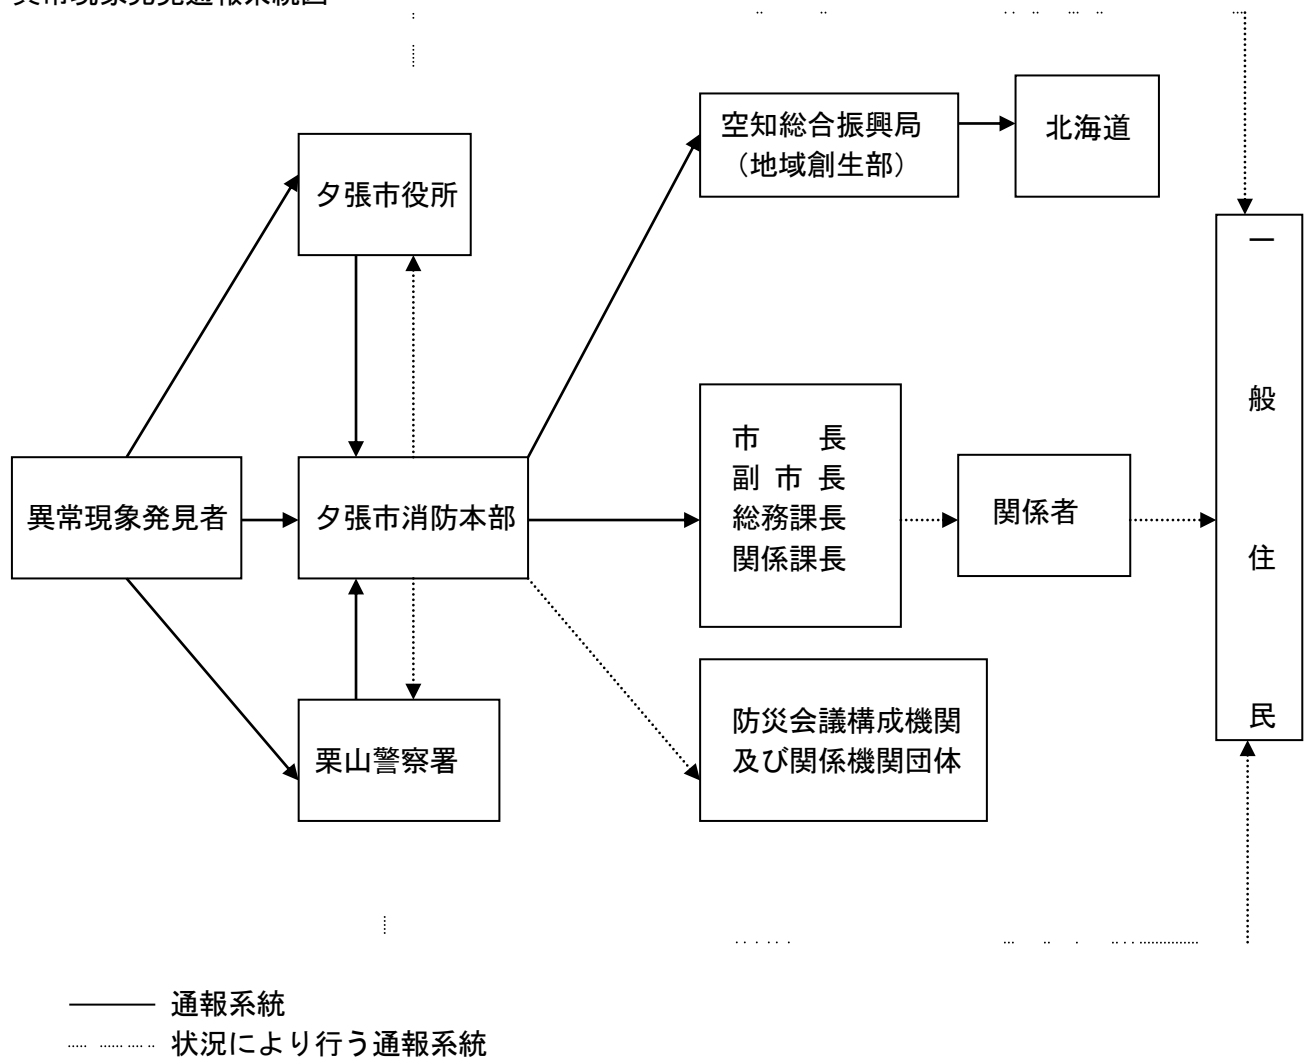 空知総合振興局
（地域創生部）
北海道
夕張市役所
一般住民
市　　長
副 市 長
総務課長
関係課長
異常現象発見者
夕張市消防本部
関係者
防災会議構成機関
及び関係機関団体
栗山警察署
通報系統
状況により行う通報系統